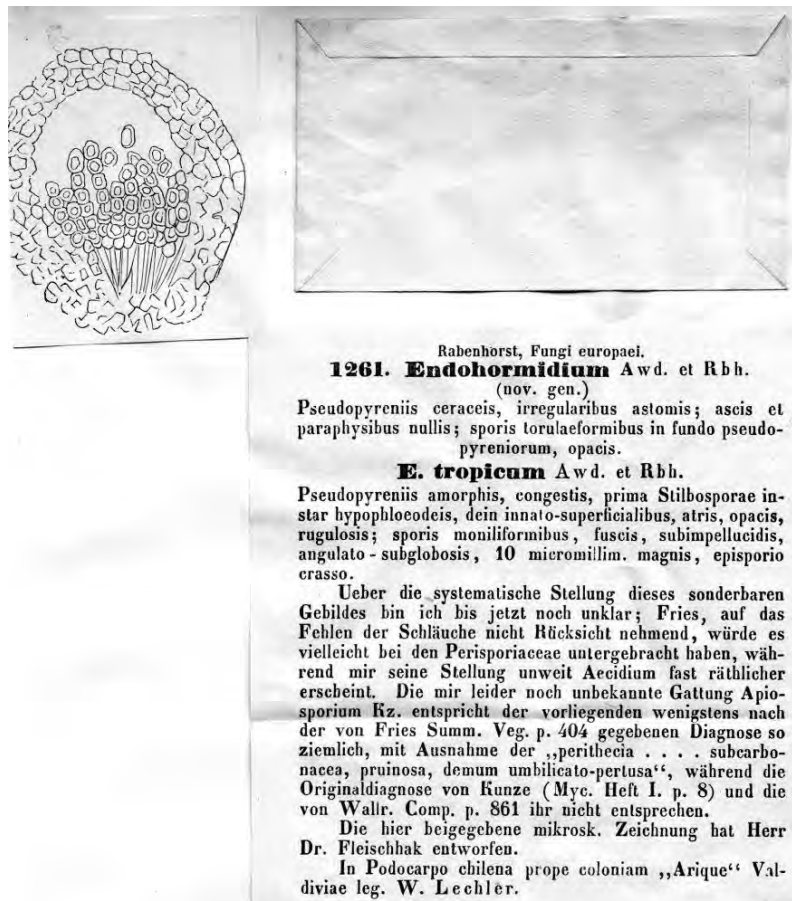 Rabenhorst, Fungi europaei.
1261. Endohormidium Awd. et Rbh.
(nov. gen.)
Pseudopyreniis ceraceis, irregularibus astomis; ascis et
paraphysibus nullis; sporis torulaeformibus in fundo pseudo-
pyreniorum, opacis.
E. tropicum Awd. et Rbh.
Pseudopyreniis amorphis, congestis, prima Stilbosporae in-
star hypophloeodeis, dein innato-superficialibus, atris, opacis,
rugulosis; sporis moniliformibus, fuscis, subimpellucidis,
angulato-subglobosis, 10 micromillim. magnis, episporio
crasso.
Ueber die systematische Stellung dieses sonderbaren
Gebildes bin ich bis jetzt noch unklar; Fries, auf das
Fehlen der Schläuche nicht Rücksicht nehmend, würde es
vielleicht bei den Perisporiaceae untergebracht haben, wäh-
rend mir seine Stellung unweit Aecidium fast räthlicher
erscheint. Die mir leider noch unbekannte Gattung Apio-
sporium Kz. entspricht der vorliegenden wenigstens nach
der von Fries Summ. Veg. p. 404 gegebenen Diagnose so
ziemlich, mit Ausnahme der „perithecia . . . . subcarbo-
nacea, pruinosa, demum umbilicato-pertusa“, während die
Originaldiagnose von Kunze (Myc. Heft I. p. 8) und die
von Wallr. Comp. p. 861 ihr nicht entsprechen.
Die hier beigegebene mikrosk. Zeichnung hat Herr
Dr. Fleischhak entworfen.
In Podocarpo chilena prope coloniam „Arique“ Val-
diviae leg. W. Lechler.